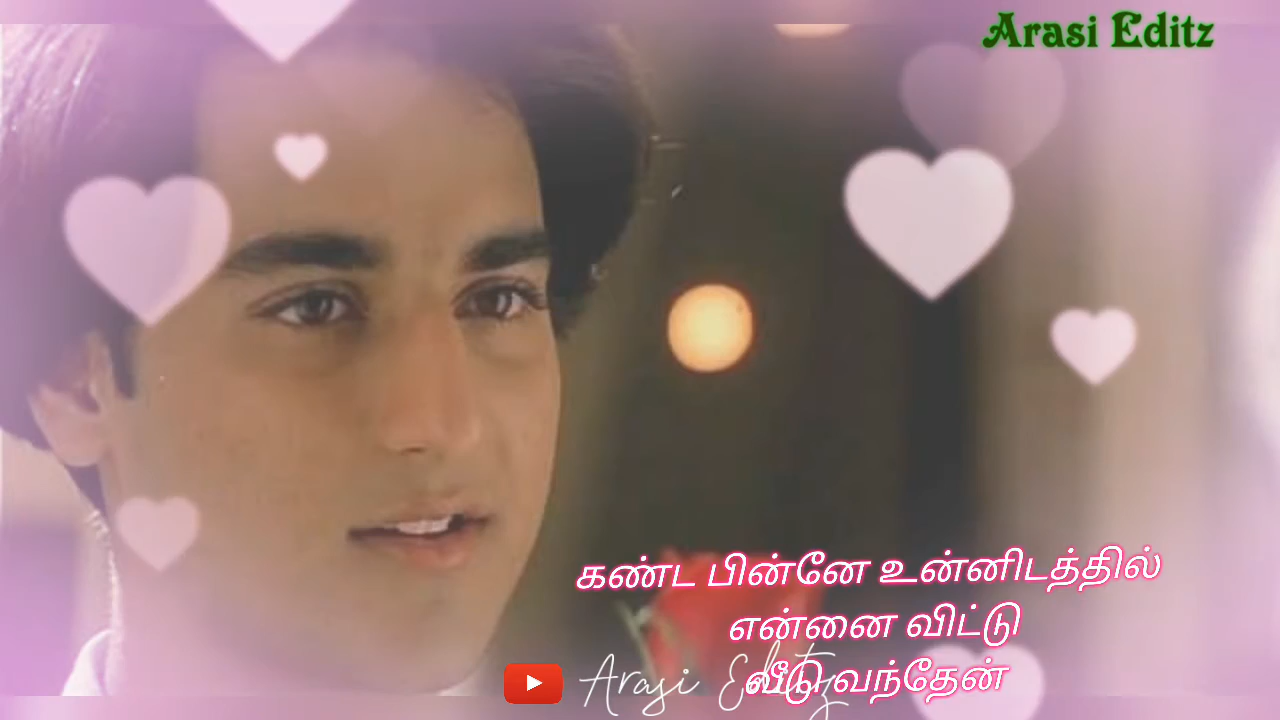 Arasi Editz
கண்ட பின்னே உன்னிடத்தில்
என்னை விட்டு
வீடு வந்தேன்
Arasi Editz